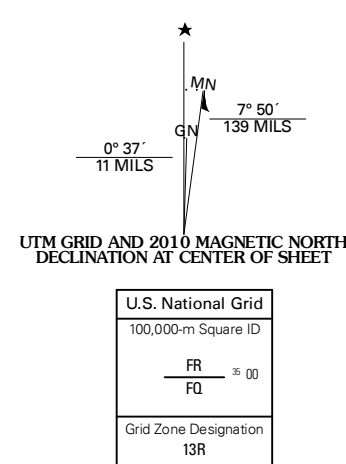 MN
GN
7° 50´
139 MILS
0° 37´
11 MILS
UTM GRID AND 2010 MAGNETIC NORTH
DECLINATION AT CENTER OF SHEET
U.S. National Grid
100,000-m Square ID
FR
FQ
35 00
Grid Zone Designation
13R